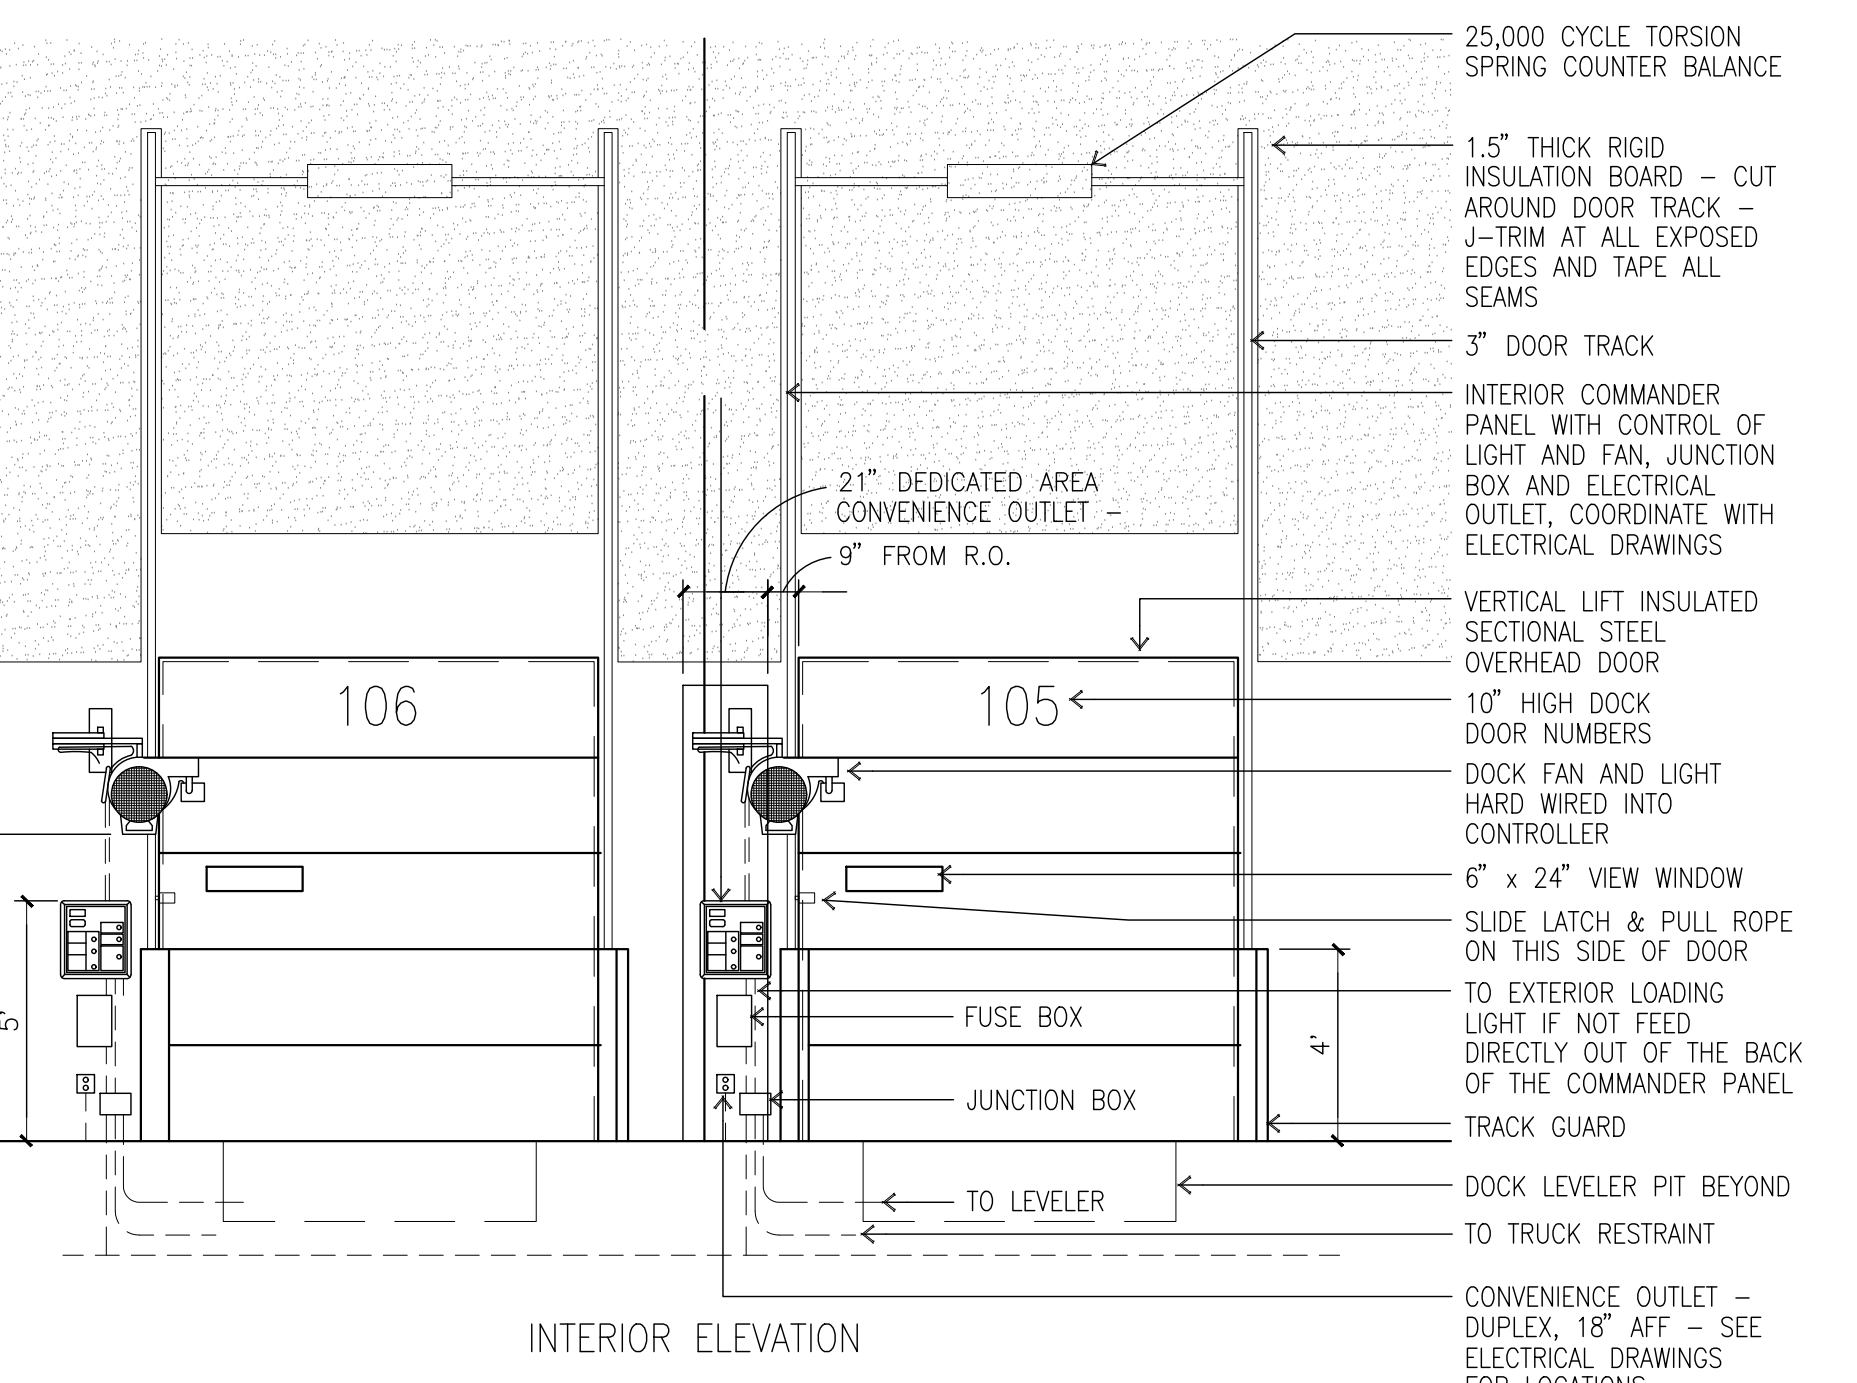 25,000 CYCLE TORSION
SPRING COUNTER BALANCE
1.5" THICK RIGID
INSULATION BOARD – CUT
AROUND DOOR TRACK –
J–TRIM AT ALL EXPOSED
EDGES AND TAPE ALL
SEAMS
3" DOOR TRACK
INTERIOR COMMANDER
PANEL WITH CONTROL OF
LIGHT AND FAN, JUNCTION
BOX AND ELECTRICAL
OUTLET, COORDINATE WITH
ELECTRICAL DRAWINGS
21" DEDICATED AREA
CONVENIENCE OUTLET –
9" FROM R.O.
VERTICAL LIFT INSULATED
SECTIONAL STEEL
OVERHEAD DOOR
106
105
10" HIGH DOCK
DOOR NUMBERS
DOCK FAN AND LIGHT
HARD WIRED INTO
CONTROLLER
6" x 24" VIEW WINDOW
SLIDE LATCH & PULL ROPE
ON THIS SIDE OF DOOR
TO EXTERIOR LOADING
LIGHT IF NOT FEED
DIRECTLY OUT OF THE BACK
OF THE COMMANDER PANEL
5'
FUSE BOX
4'
JUNCTION BOX
TRACK GUARD
DOCK LEVELER PIT BEYOND
TO LEVELER
TO TRUCK RESTRAINT
CONVENIENCE OUTLET –
DUPLEX, 18" AFF – SEE
ELECTRICAL DRAWINGS
FOR LOCATIONS
INTERIOR ELEVATION